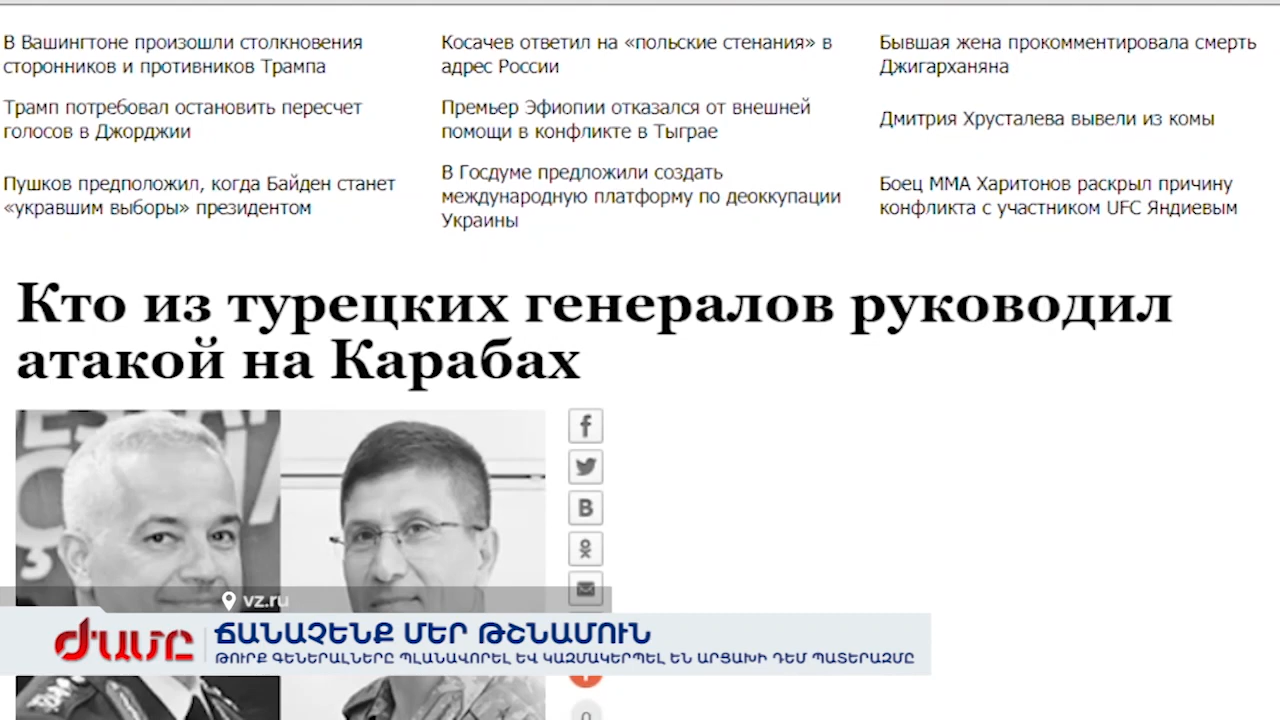 В Вашингтоне произошли столкновения
сторонников и противников Трампа
Трамп потребовал остановить пересчет
голосов в Джорджии
Пушков предположил, когда Байден станет
«укравшим выборы» президентом
Косачев ответил на «польские стенания» в
адрес России
Премьер Эфиопии отказался от внешней
помощи в конфликте в Тыграе
В Госдуме предложили создать
международную платформу по деоккупации
Украины
Бывшая жена прокомментировала смерть
Джигарханяна
Дмитрия Хрусталева вывели из комы
Боец ММА Харитонов раскрыл причину
конфликта с участником UFC Яндиевым
Кто из турецких генералов руководил
атакой на Карабах
vz.ru
ԺԱՄԸ
ՃԱՆԱՉԵՆՔ ՄԵՐ ԹՇՆԱՄՈՒՆ
ԹՈՒՐՔ ԳԵՆԵՐԱԼՆԵՐԸ ՊԼԱՆԱՎՈՐԵԼ ԵՎ ԿԱԶՄԱԿԵՐՊԵԼ ԵՆ ԱՐՑԱԽԻ ԴԵՄ ՊԱՏԵՐԱԶՄԸ